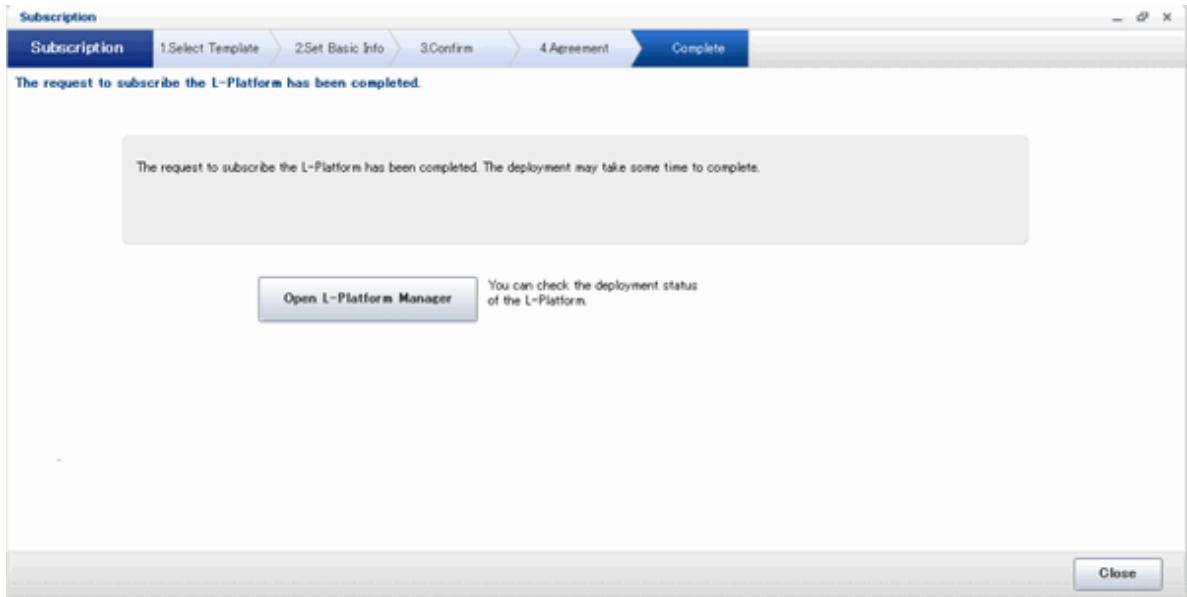 Subscription
Subscription 1.Select Template 2.Set Basic Info 3.Confirm 4.Agreement Complete
The request to subscribe the L-Platform has been completed.
The request to subscribe the L-Platform has been completed. The deployment may take some time to complete.
Open L-Platform Manager
You can check the deployment status
of the L-Platform.
Close